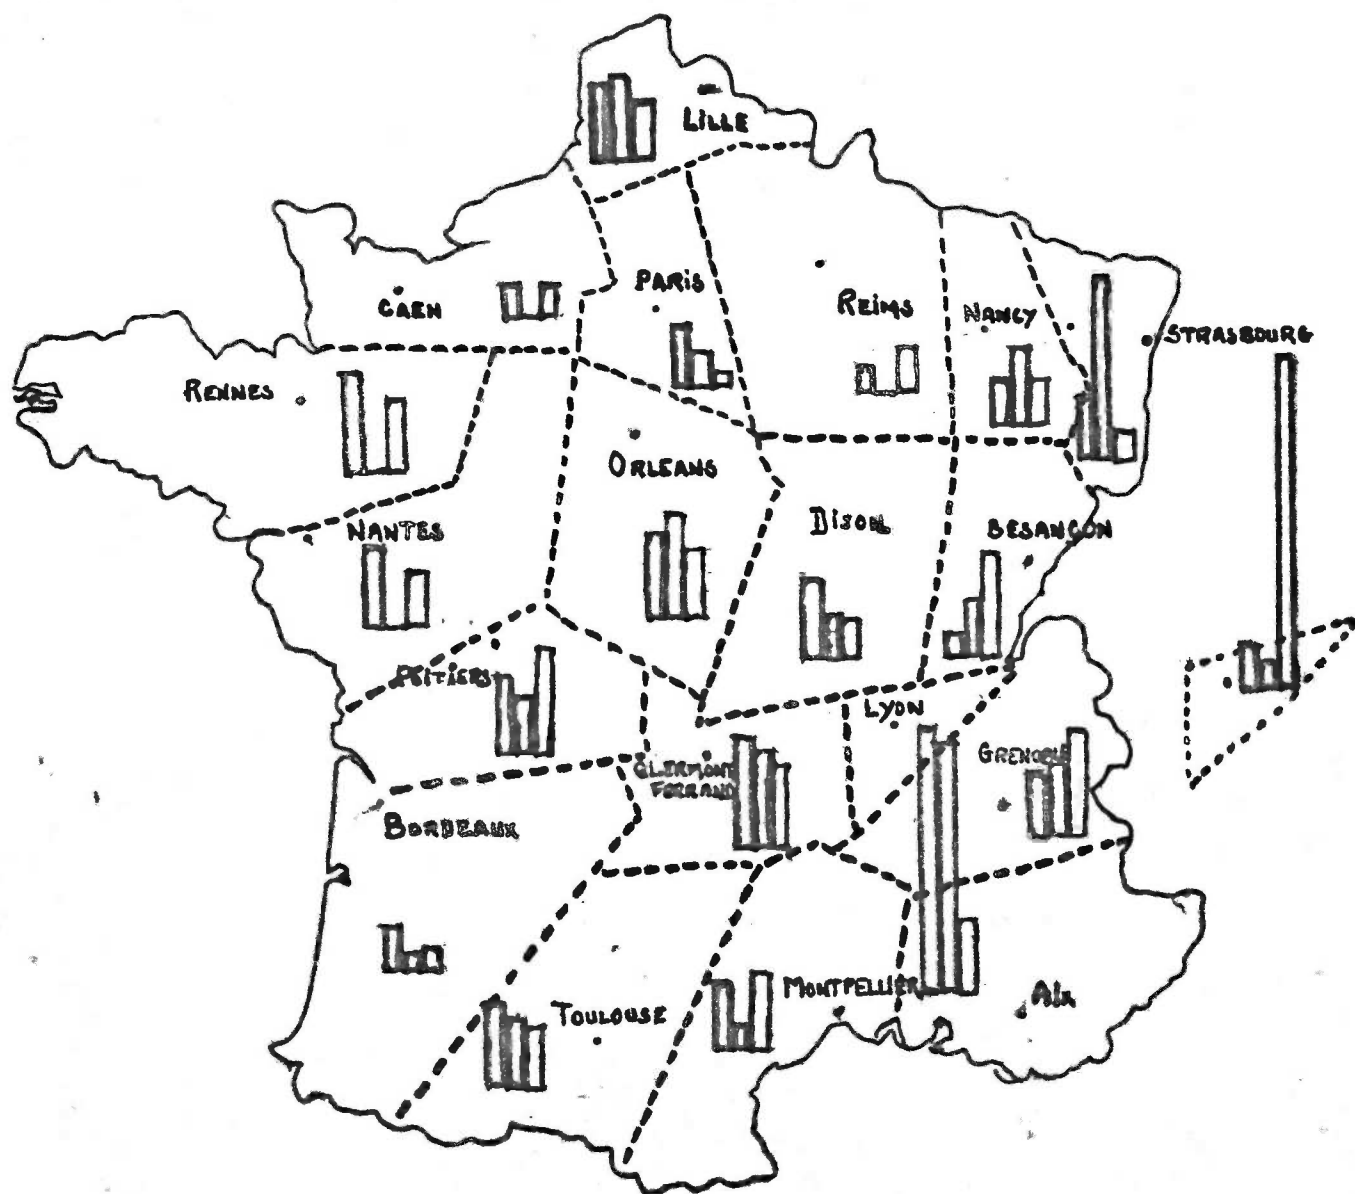 LILLE
PARIS
CAEN
REIMS
NANCY
STRASBOURG
RENNES
ORLEANS
DIJON
BESANÇON
NANTES
POITIERS
LYON
CLERMONT
FERRAND
GRENOBLE
BORDEAUX
MONTPELLIER
AIX
TOULOUSE